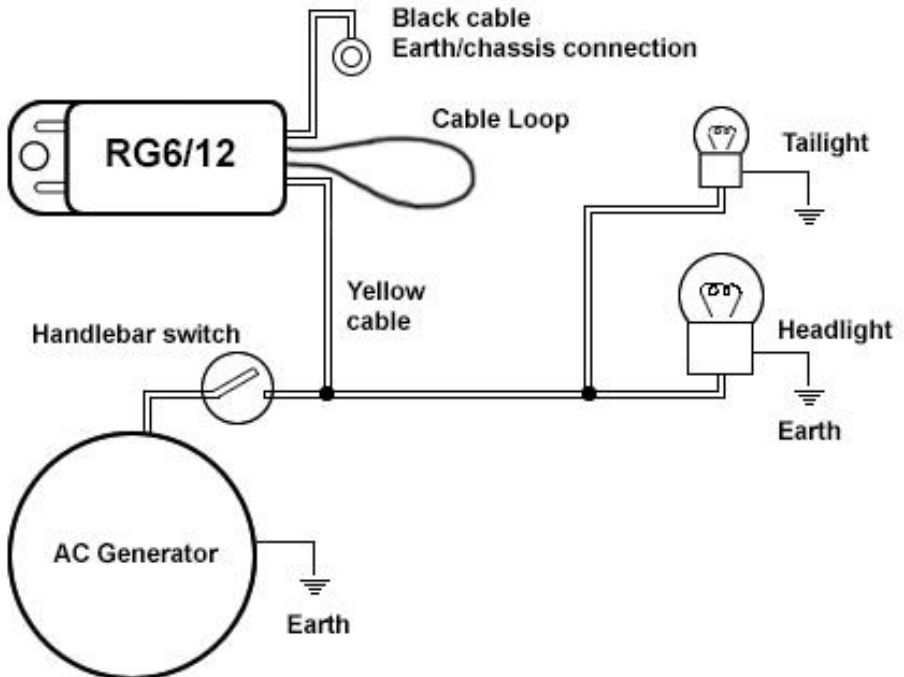 Black cable
Earth/chassis connection
RG6/12
Cable Loop
Tailight
Yellow
cable
Handlebar switch
Headlight
Earth
AC Generator
Earth